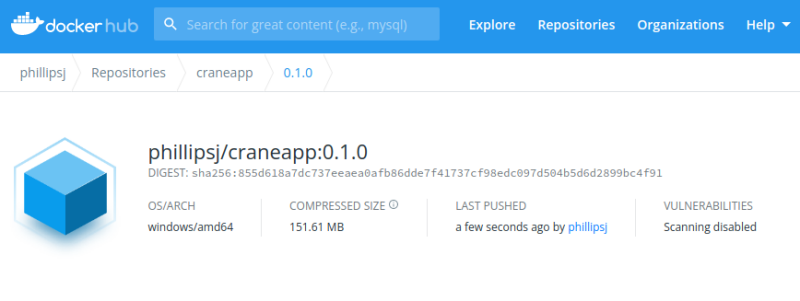 docker hub Search for great content (e.g., mysql) Explore Repositories Organizations Help
phillipsj Repositories craneapp 0.1.0
phillipsj/craneapp:0.1.0
DIGEST: sha256:855d618a7dc737eeaea0afb86dde7f41737cf98edc097d504b5d6d2899bc4f91
OS/ARCH COMPRESSED SIZE LAST PUSHED VULNERABILITIES
windows/amd64 151.61 MB a few seconds ago by phillipsj Scanning disabled